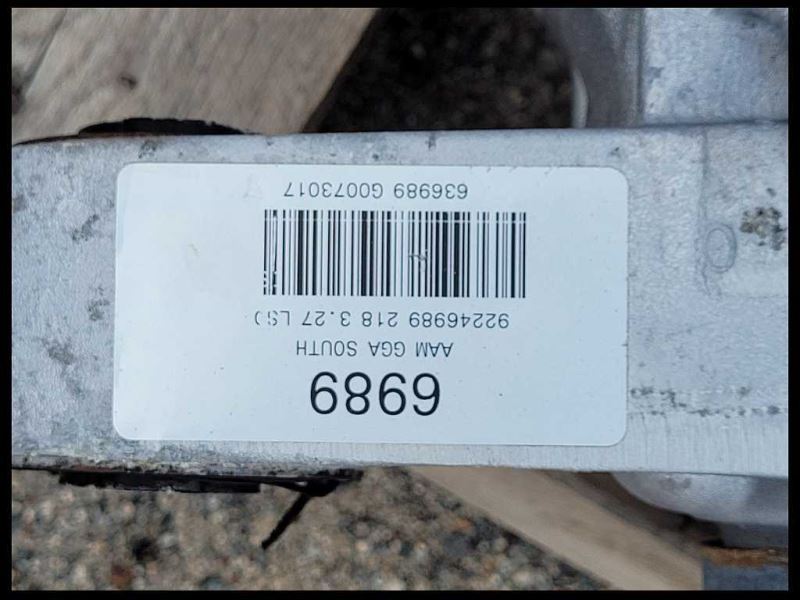 6989
AAM GGA SOUTH
92246989 218 3.27 LSD
636989 G0073017